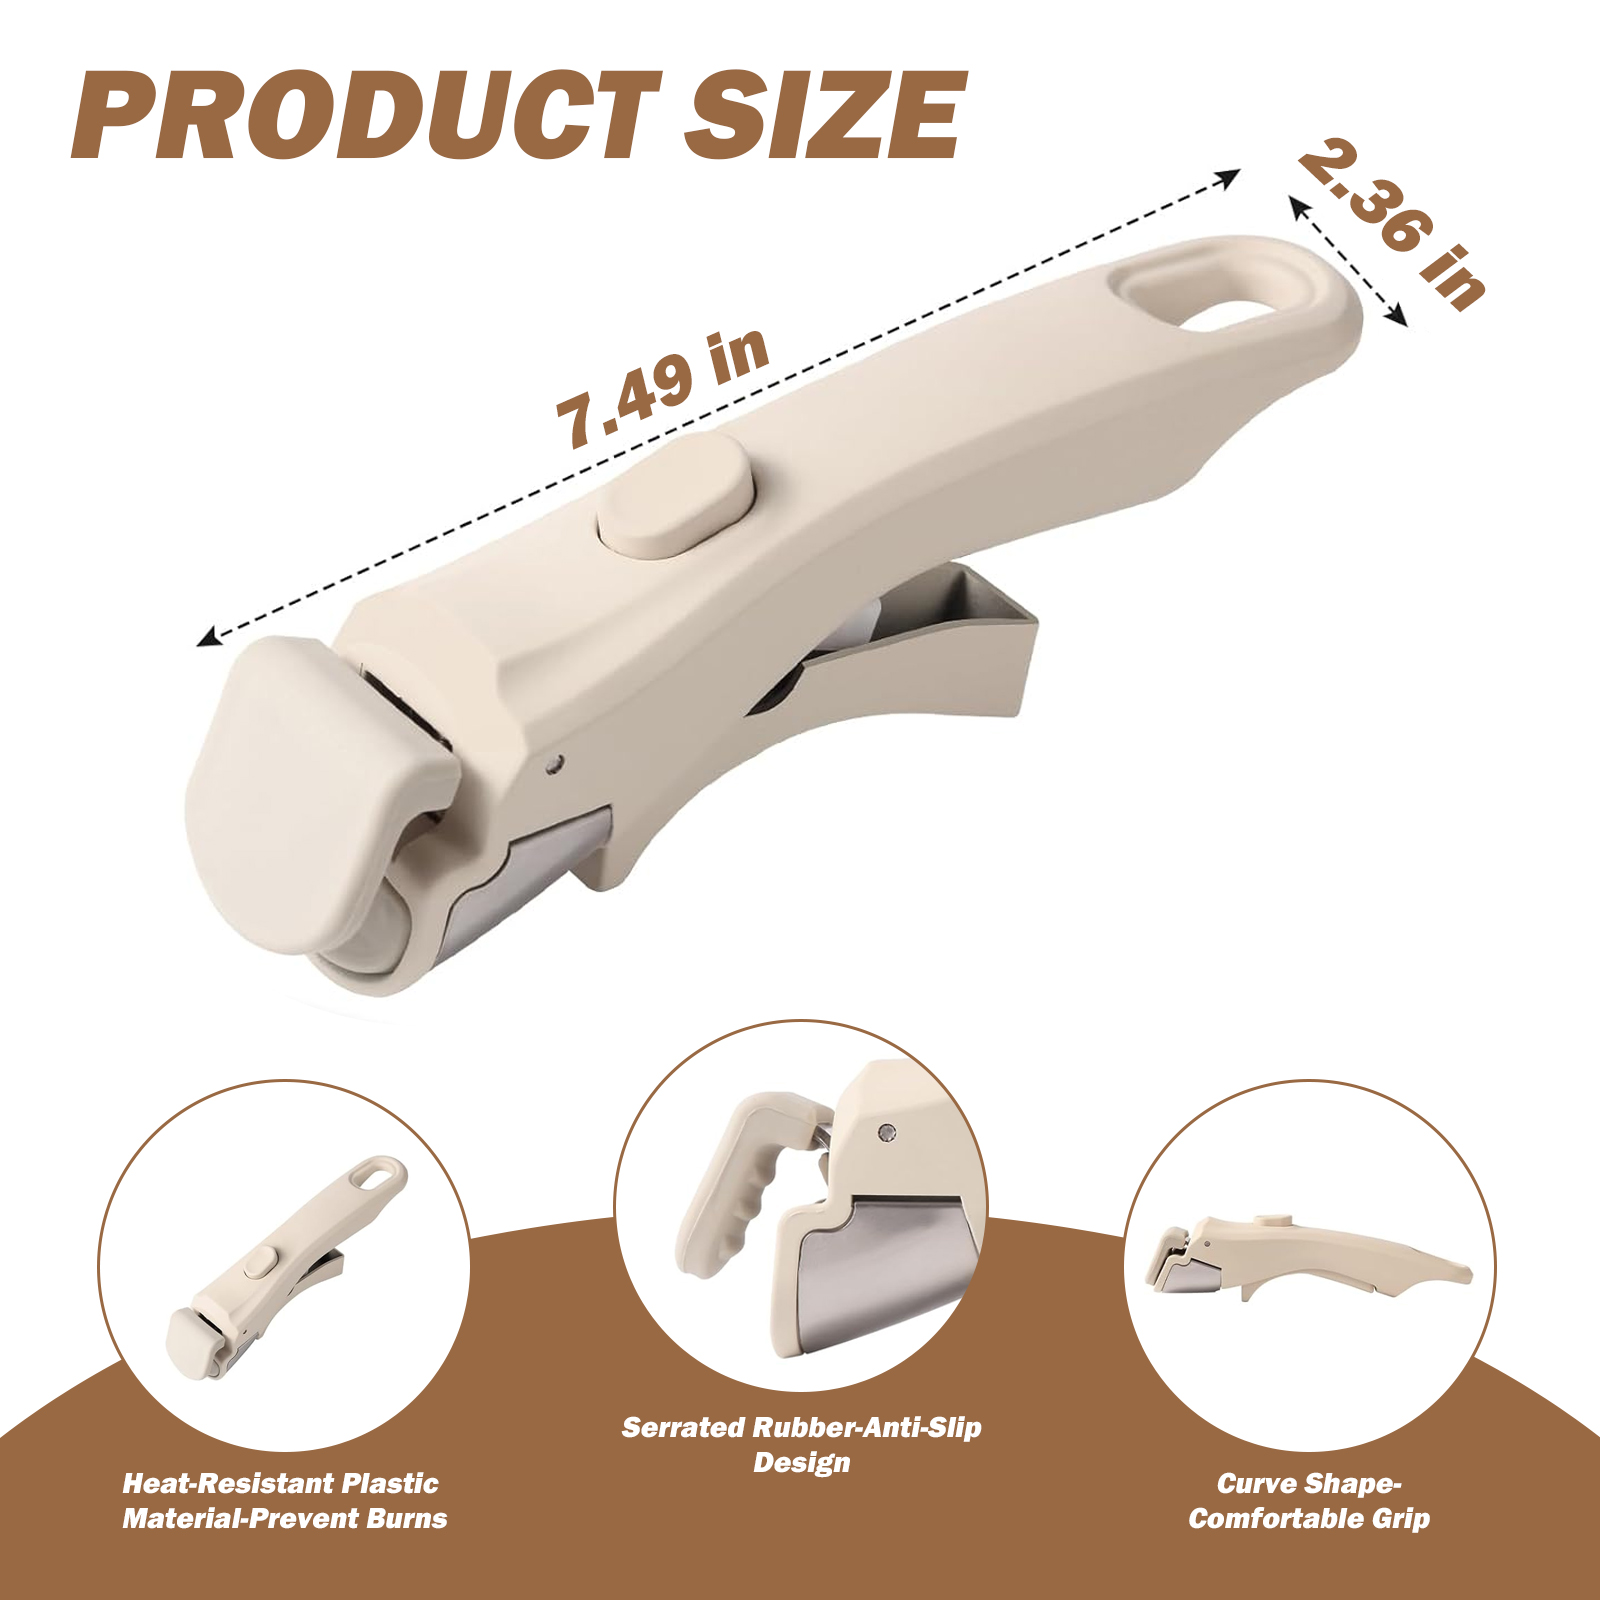 PRODUCT SIZE
2.36 in
7.49 in
Serrated Rubber-Anti-Slip
Design
Heat-Resistant Plastic
Material-Prevent Burns
Curve Shape-
Comfortable Grip